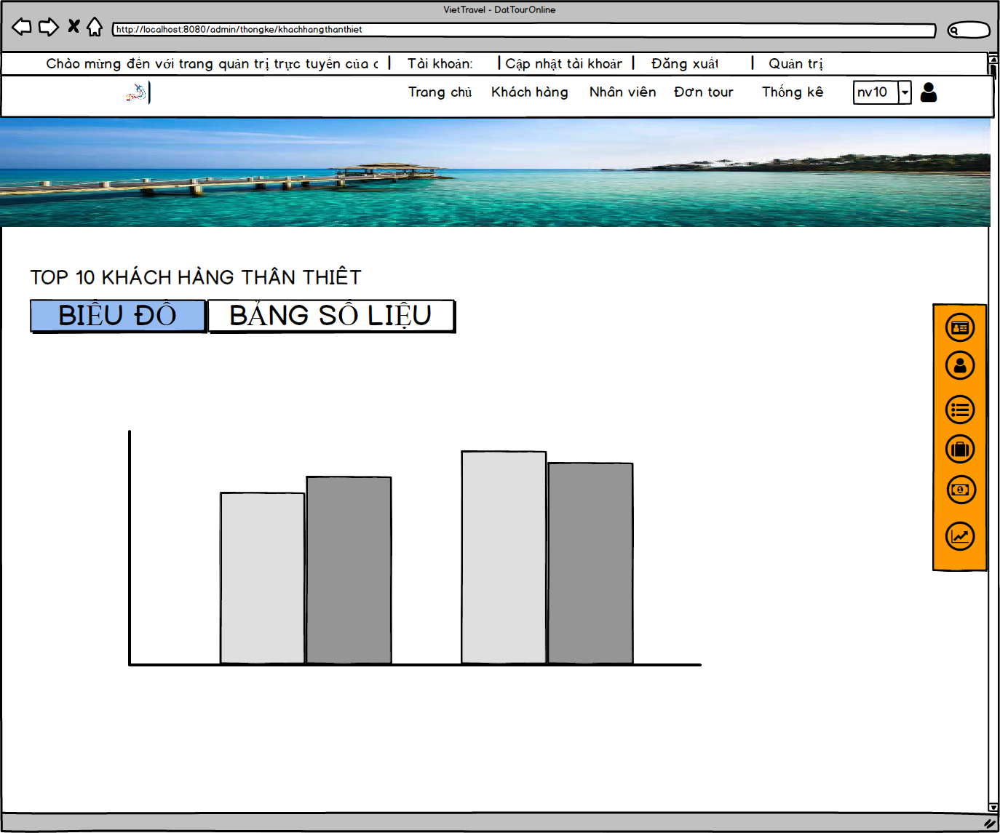 VietTravel - DatTourOnline
http://localhost:8080/admin/thongke/khachhangthanthiet
Chào mừng đến với trang quản trị trực tuyến của c | Tài khoản: | Cập nhật tài khoản | Đăng xuất | Quản trị
Trang chủ Khách hàng Nhân viên Đơn tour Thống kê nv10
TOP 10 KHÁCH HÀNG THÂN THIÊT
BIỂU ĐỒ BẢNG SỐ LIỆU